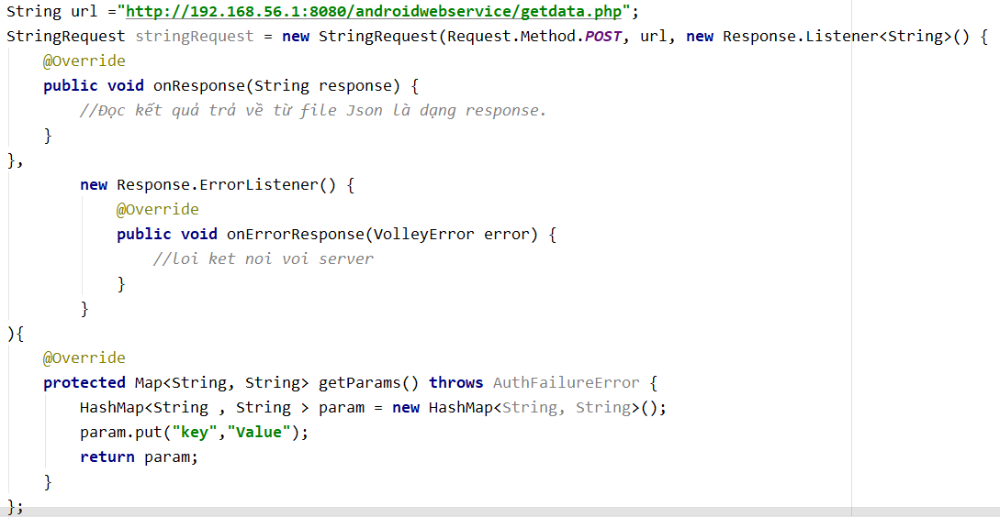 String url ="http://192.168.56.1:8080/androidwebservice/getdata.php";
StringRequest stringRequest = new StringRequest(Request.Method.POST, url, new Response.Listener<String>() {
    @Override
    public void onResponse(String response) {
        //Đọc kết quả trả về từ file Json là dạng response.
    }
},
        new Response.ErrorListener() {
            @Override
            public void onErrorResponse(VolleyError error) {
                //loi ket noi voi server
            }
        }
){
    @Override
    protected Map<String, String> getParams() throws AuthFailureError {
        HashMap<String , String > param = new HashMap<String, String>();
        param.put("key","Value");
        return param;
    }
};